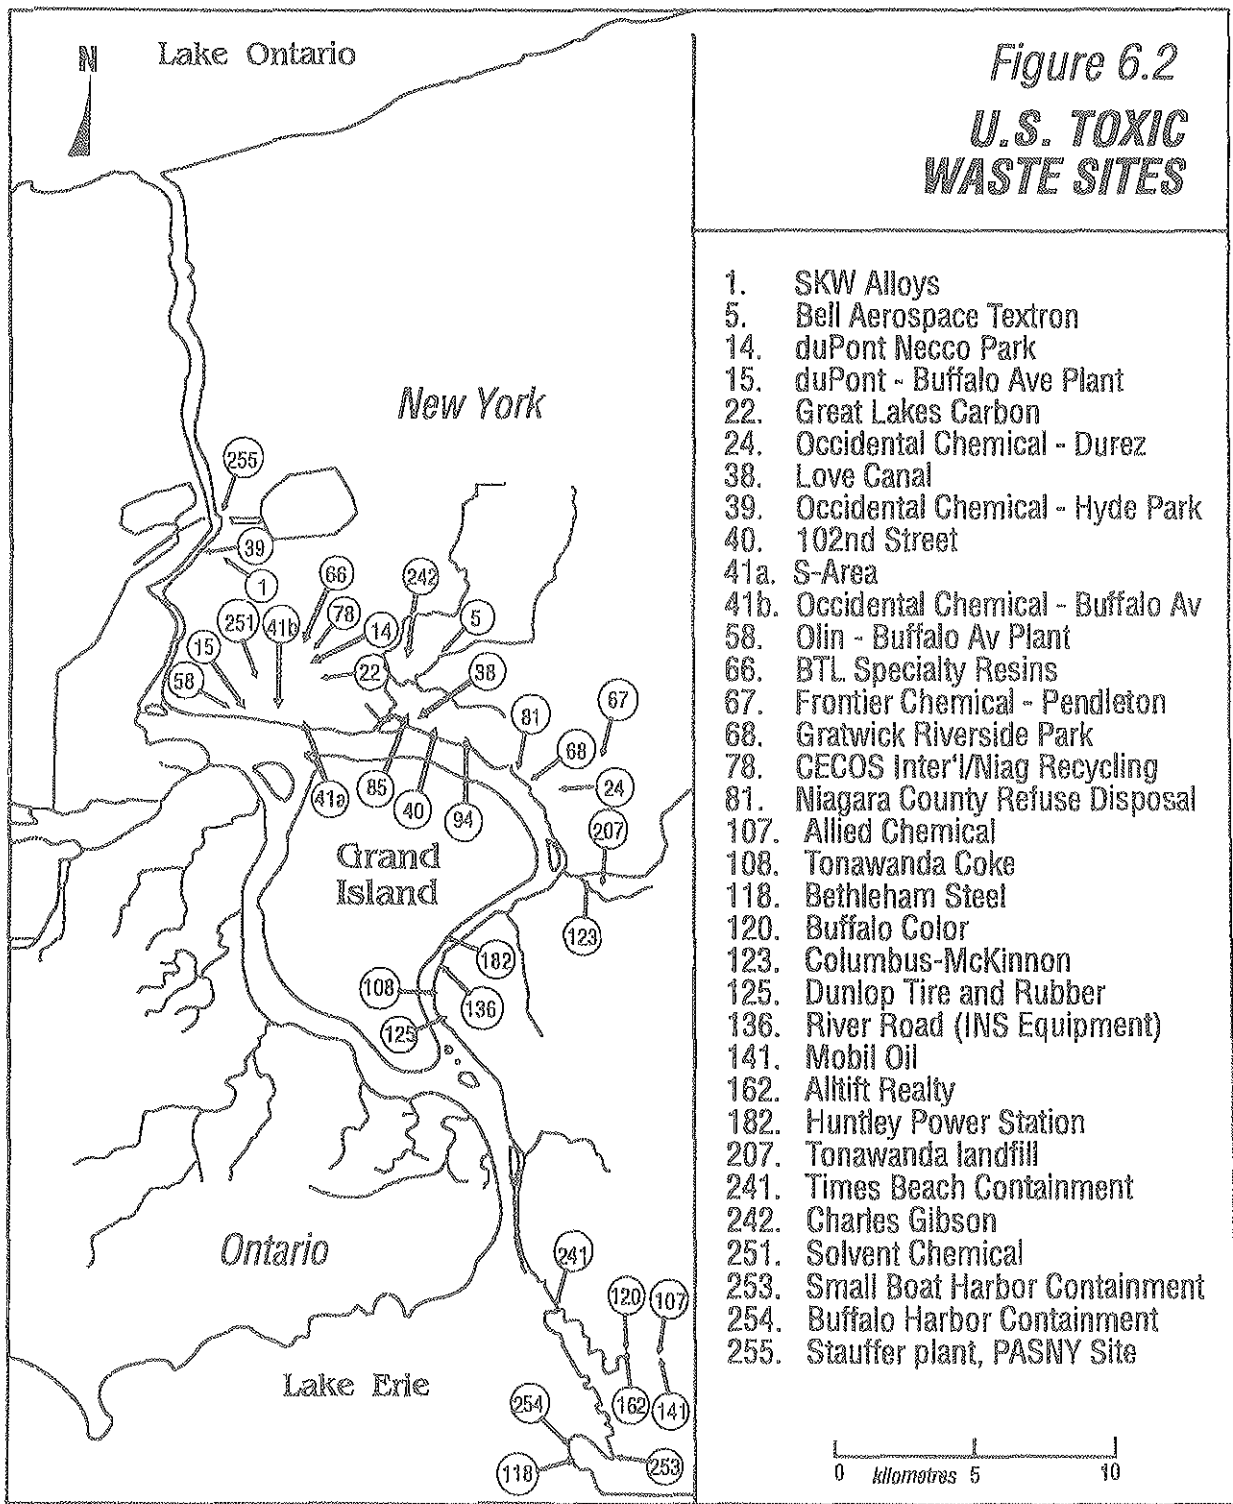 N
Lake Ontario
Figure 6.2
U.S. TOXIC
WASTE SITES
New York
255
39
1
66
242
251
41b
78
14
5
15
58
22
38
67
81
68
24
41a
85
40
94
207
Grand
Island
123
182
108
136
125
Ontario
241
120
107
Lake Erie
254
162
141
118
253
1. SKW Alloys
5. Bell Aerospace Textron
14. duPont Necco Park
15. duPont - Buffalo Ave Plant
22. Great Lakes Carbon
24. Occidental Chemical - Durez
38. Love Canal
39. Occidental Chemical - Hyde Park
40. 102nd Street
41a. S-Area
41b. Occidental Chemical - Buffalo Av
58. Olin - Buffalo Av Plant
66. BTL Specialty Resins
67. Frontier Chemical - Pendleton
68. Gratwick Riverside Park
78. CECOS Inter'l/Niag Recycling
81. Niagara County Refuse Disposal
107. Allied Chemical
108. Tonawanda Coke
118. Bethleham Steel
120. Buffalo Color
123. Columbus-McKinnon
125. Dunlop Tire and Rubber
136. River Road (INS Equipment)
141. Mobil Oil
162. Alltift Realty
182. Huntley Power Station
207. Tonawanda landfill
241. Times Beach Containment
242. Charles Gibson
251. Solvent Chemical
253. Small Boat Harbor Containment
254. Buffalo Harbor Containment
255. Stauffer plant, PASNY Site
0 kilometres 5 10